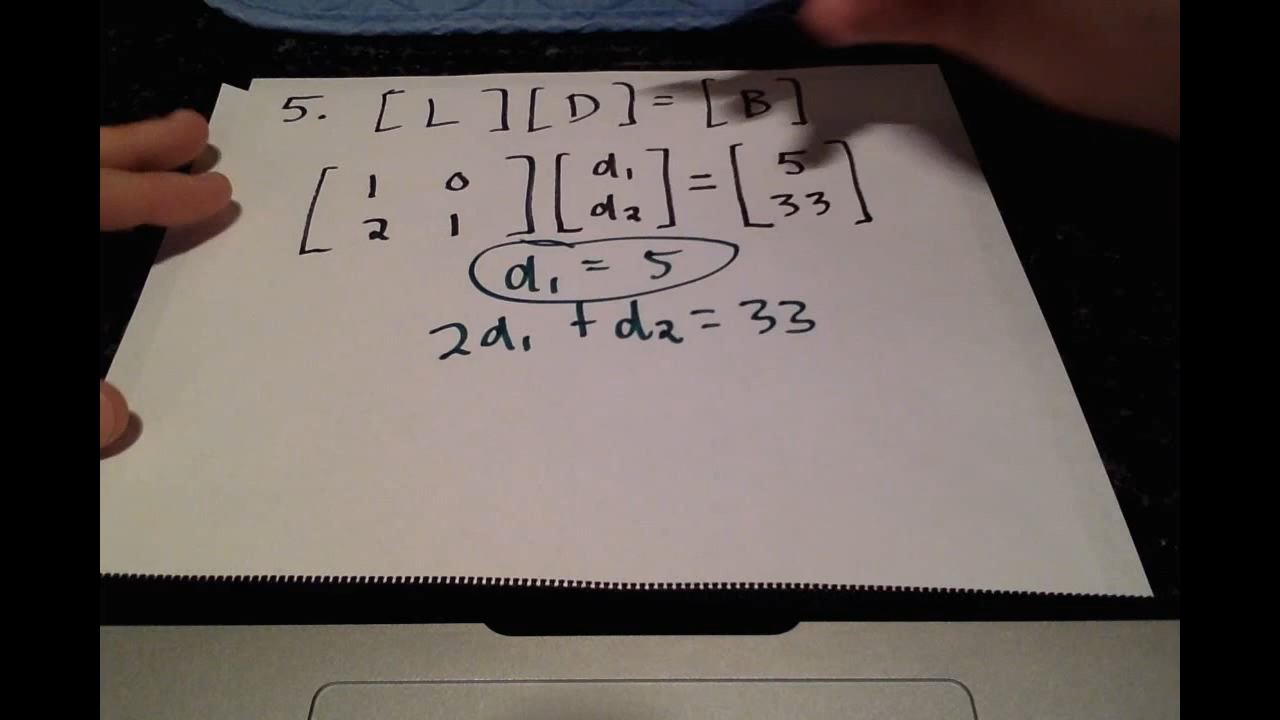 5. [ L ] [ D ] = [ B ]
[ 1 0 ] [ d₁ ] = [ 5 ]
[ 2 1 ] [ d₂ ] [ 33 ]
d₁ = 5
2d₁ + d₂ = 33